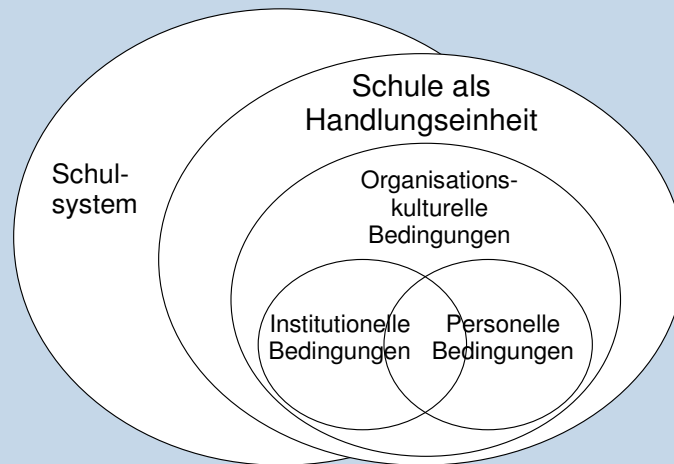 Schule als
Handlungseinheit
Schul-
system
Organisations-
kulturelle
Bedingungen
Institutionelle
Bedingungen
Personelle
Bedingungen